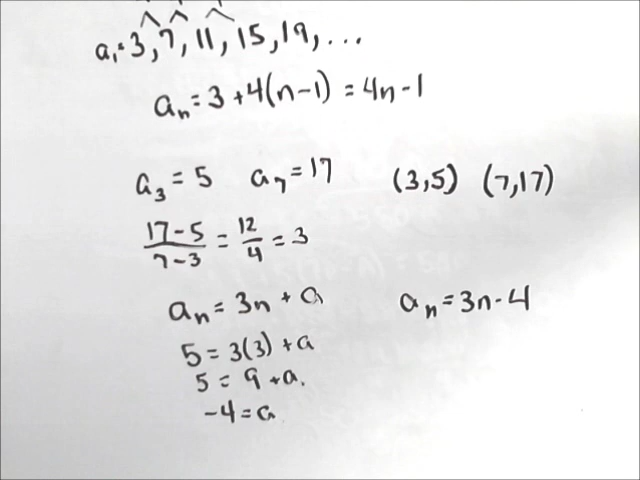 a₁=3, 7, 11, 15, 19, ...
aₙ = 3 + 4(n-1) = 4n - 1
a₃ = 5 a₇ = 17 (3,5) (7,17)
17-5/7-3 = 12/4 = 3
aₙ = 3n + a aₙ = 3n - 4
5 = 3(3) + a
5 = 9 + a.
-4 = a